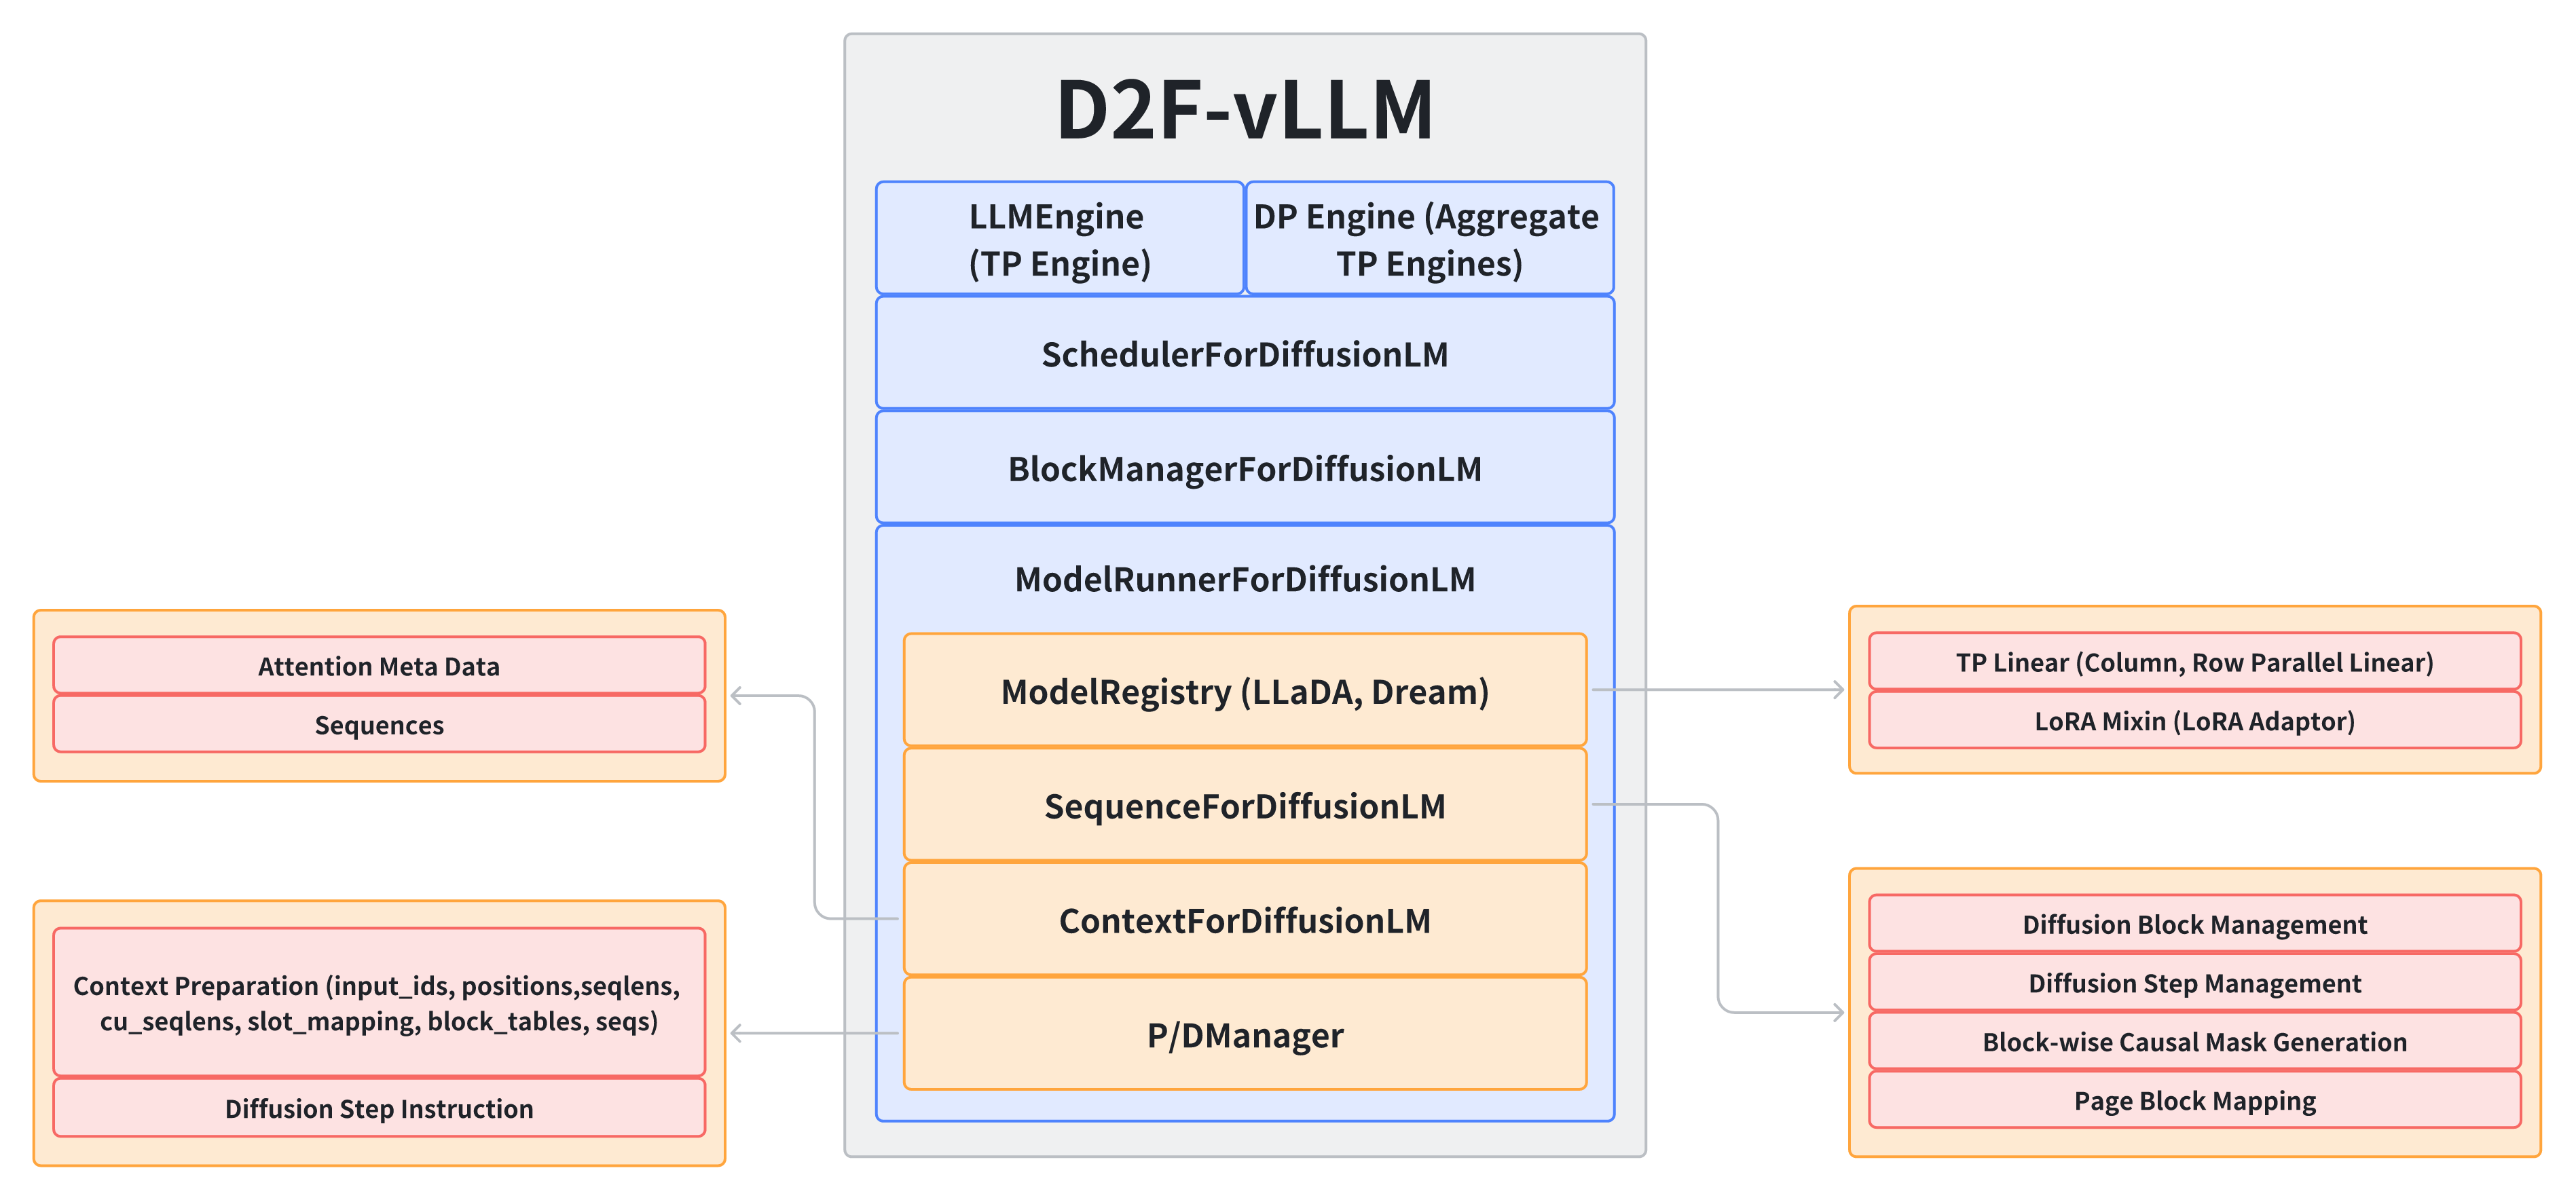 D2F-vLLM
LLMEngine
(TP Engine)
DP Engine (Aggregate
TP Engines)
SchedulerForDiffusionLM
BlockManagerForDiffusionLM
ModelRunnerForDiffusionLM
ModelRegistry (LLaDA, Dream)
SequenceForDiffusionLM
ContextForDiffusionLM
P/DManager
Attention Meta Data
Sequences
Context Preparation (input_ids, positions,seqlens,
cu_seqlens, slot_mapping, block_tables, seqs)
Diffusion Step Instruction
TP Linear (Column, Row Parallel Linear)
LoRA Mixin (LoRA Adaptor)
Diffusion Block Management
Diffusion Step Management
Block-wise Causal Mask Generation
Page Block Mapping